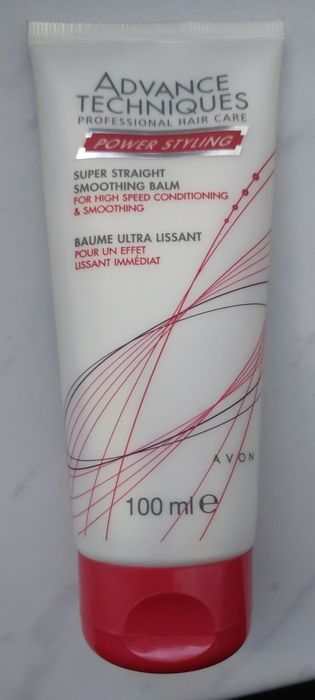 ADVANCE
TECHNIQUES
PROFESSIONAL HAIR CARE
POWER STYLING
SUPER STRAIGHT
SMOOTHING BALM
FOR HIGH SPEED CONDITIONING
& SMOOTHING
BAUME ULTRA LISSANT
POUR UN EFFET
LISSANT IMMÉDIAT
AVON
100 ml ℮